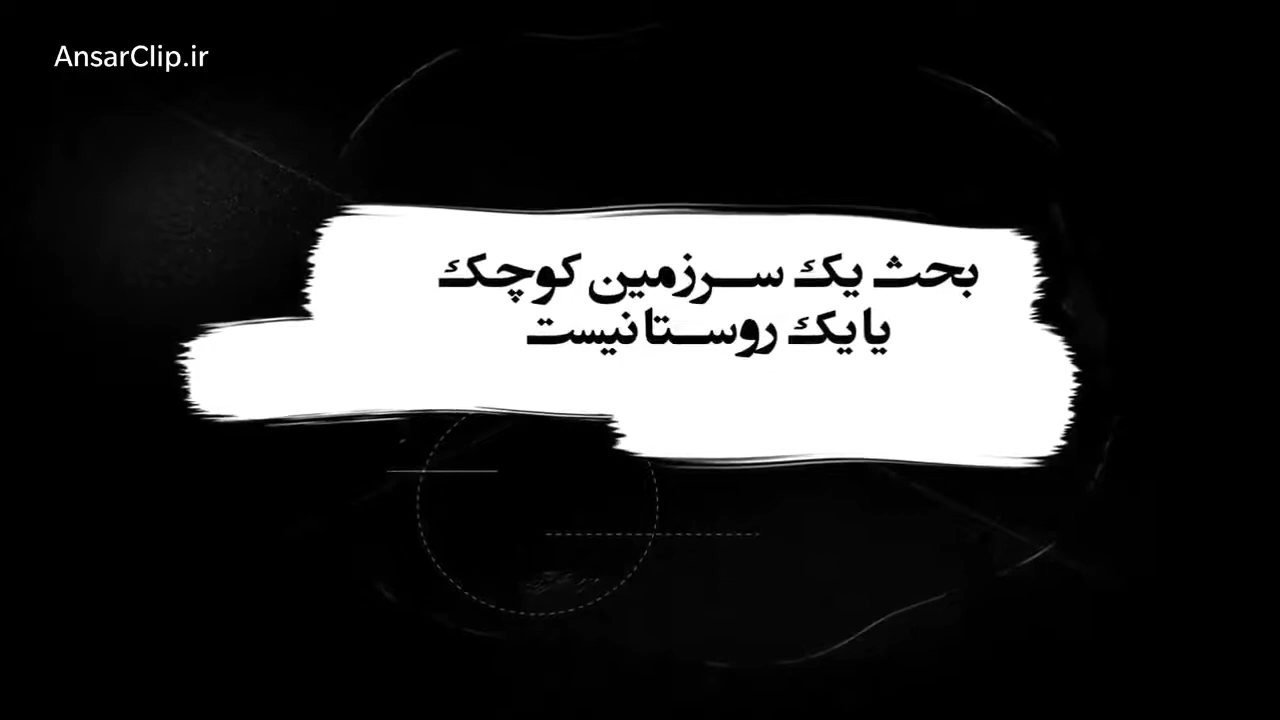 AnsarClip.ir
بحث یک سرزمین کوچک
یا یک روستا نیست